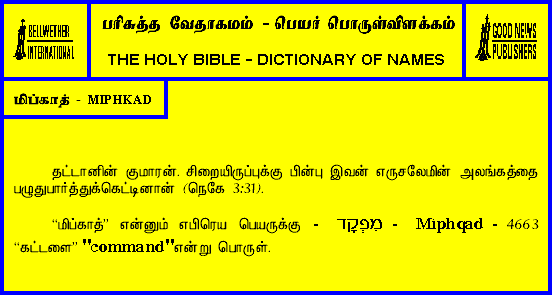 BELLWETHER
INTERNATIONAL
பரிசுத்த வேதாகமம் - பெயர் பொருள்விளக்கம்
THE HOLY BIBLE - DICTIONARY OF NAMES
GOOD NEWS
PUBLISHERS
மிப்காத் - MIPHKAD
தட்டானின் குமாரன். சிறையிருப்புக்கு பின்பு இவன் எருசலேமின் அலங்கத்தை
பழுதுபார்த்துக்கெட்டினான் (நெகே 3:31).
“மிப்காத்” என்னும் எபிரெய பெயருக்கு - מִפְקָד - Miphqad - 4663
“கட்டளை” "command"என்று பொருள்.